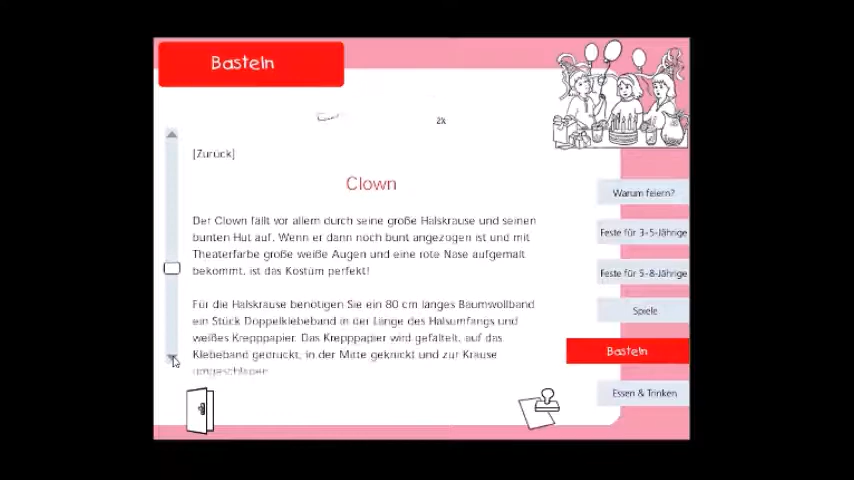 Basteln
2x
[Zurück]
Clown
Der Clown fällt vor allem durch seine große Halskrause und seinen
bunten Hut auf. Wenn er dann noch bunt angezogen ist und mit
Theaterfarbe große weiße Augen und eine rote Nase aufgemalt
bekommt, ist das Kostüm perfekt!
Für die Halskrause benötigen Sie ein 80 cm langes Baumwollband
ein Stück Doppelklebeband in der Länge des Halsumfangs und
weißes Krepppapier. Das Krepppapier wird gefaltelt, auf das
Klebeband gedruckt, in der Mitte geknickt und zur Krause
umgeschlagen
Warum feiern?
Feste für 3-5-Jährige
Feste für 5-8-Jährige
Spiele
Basteln
Essen & Trinken